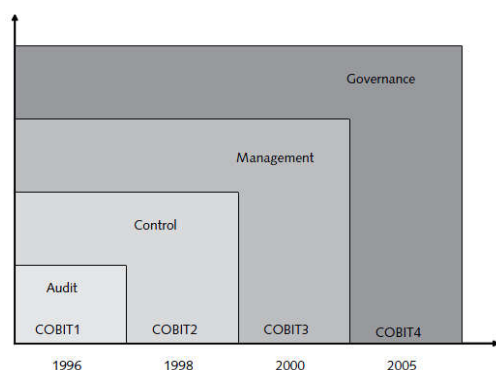 Governance
Management
Control
Audit
COBIT1 COBIT2 COBIT3 COBIT4
1996 1998 2000 2005